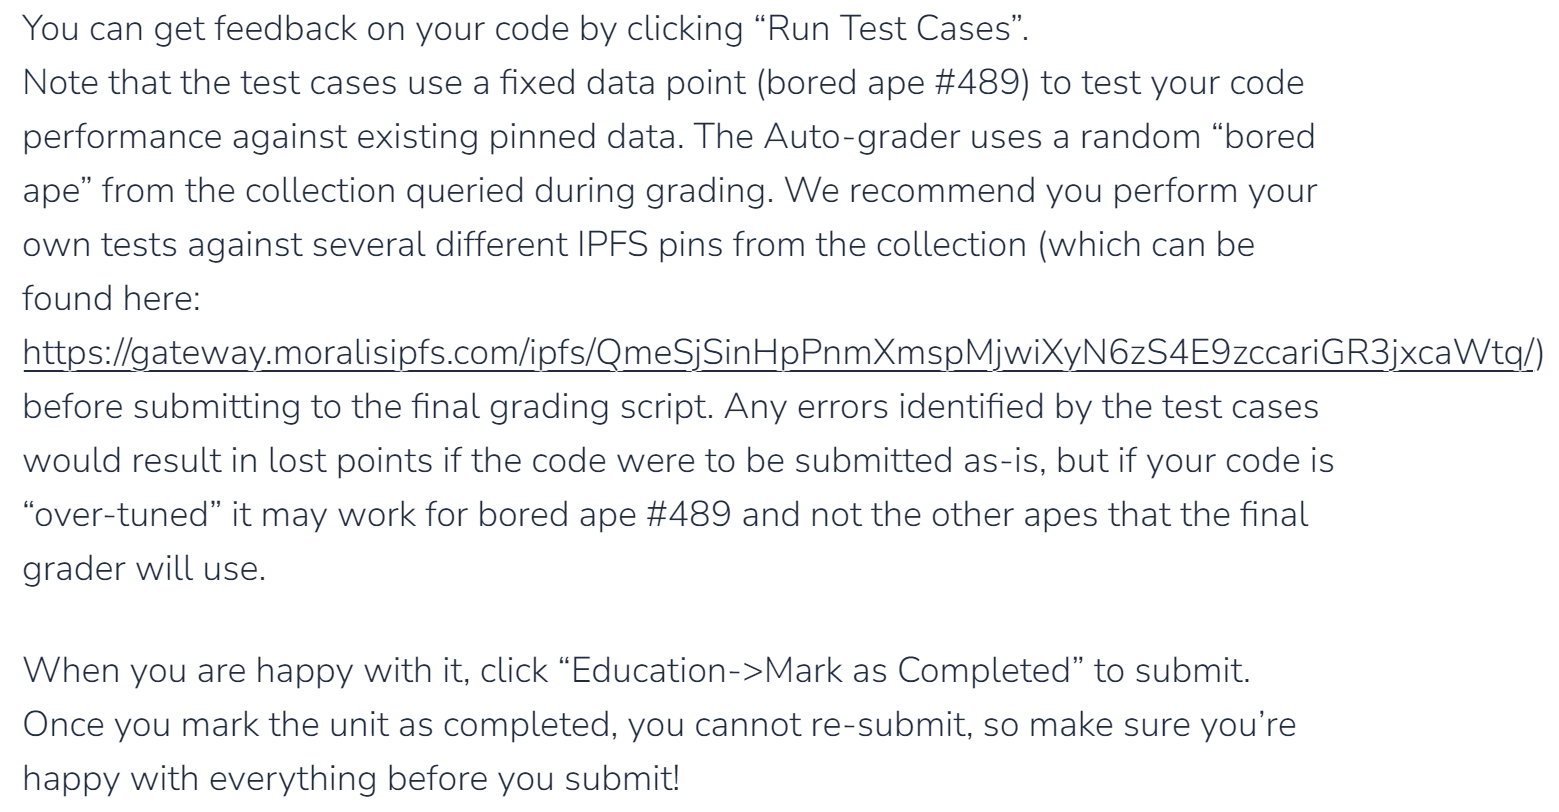 You can get feedback on your code by clicking “Run Test Cases”.
Note that the test cases use a fixed data point (bored ape #489) to test your code
performance against existing pinned data. The Auto-grader uses a random “bored
ape” from the collection queried during grading. We recommend you perform your
own tests against several different IPFS pins from the collection (which can be
found here:
https://gateway.moralisipfs.com/ipfs/QmeSjSinHpPnmXmspMjwiXyN6zS4E9zccariGR3jxcaWtq/)
before submitting to the final grading script. Any errors identified by the test cases
would result in lost points if the code were to be submitted as-is, but if your code is
“over-tuned” it may work for bored ape #489 and not the other apes that the final
grader will use.
When you are happy with it, click “Education->Mark as Completed” to submit.
Once you mark the unit as completed, you cannot re-submit, so make sure you’re
happy with everything before you submit!